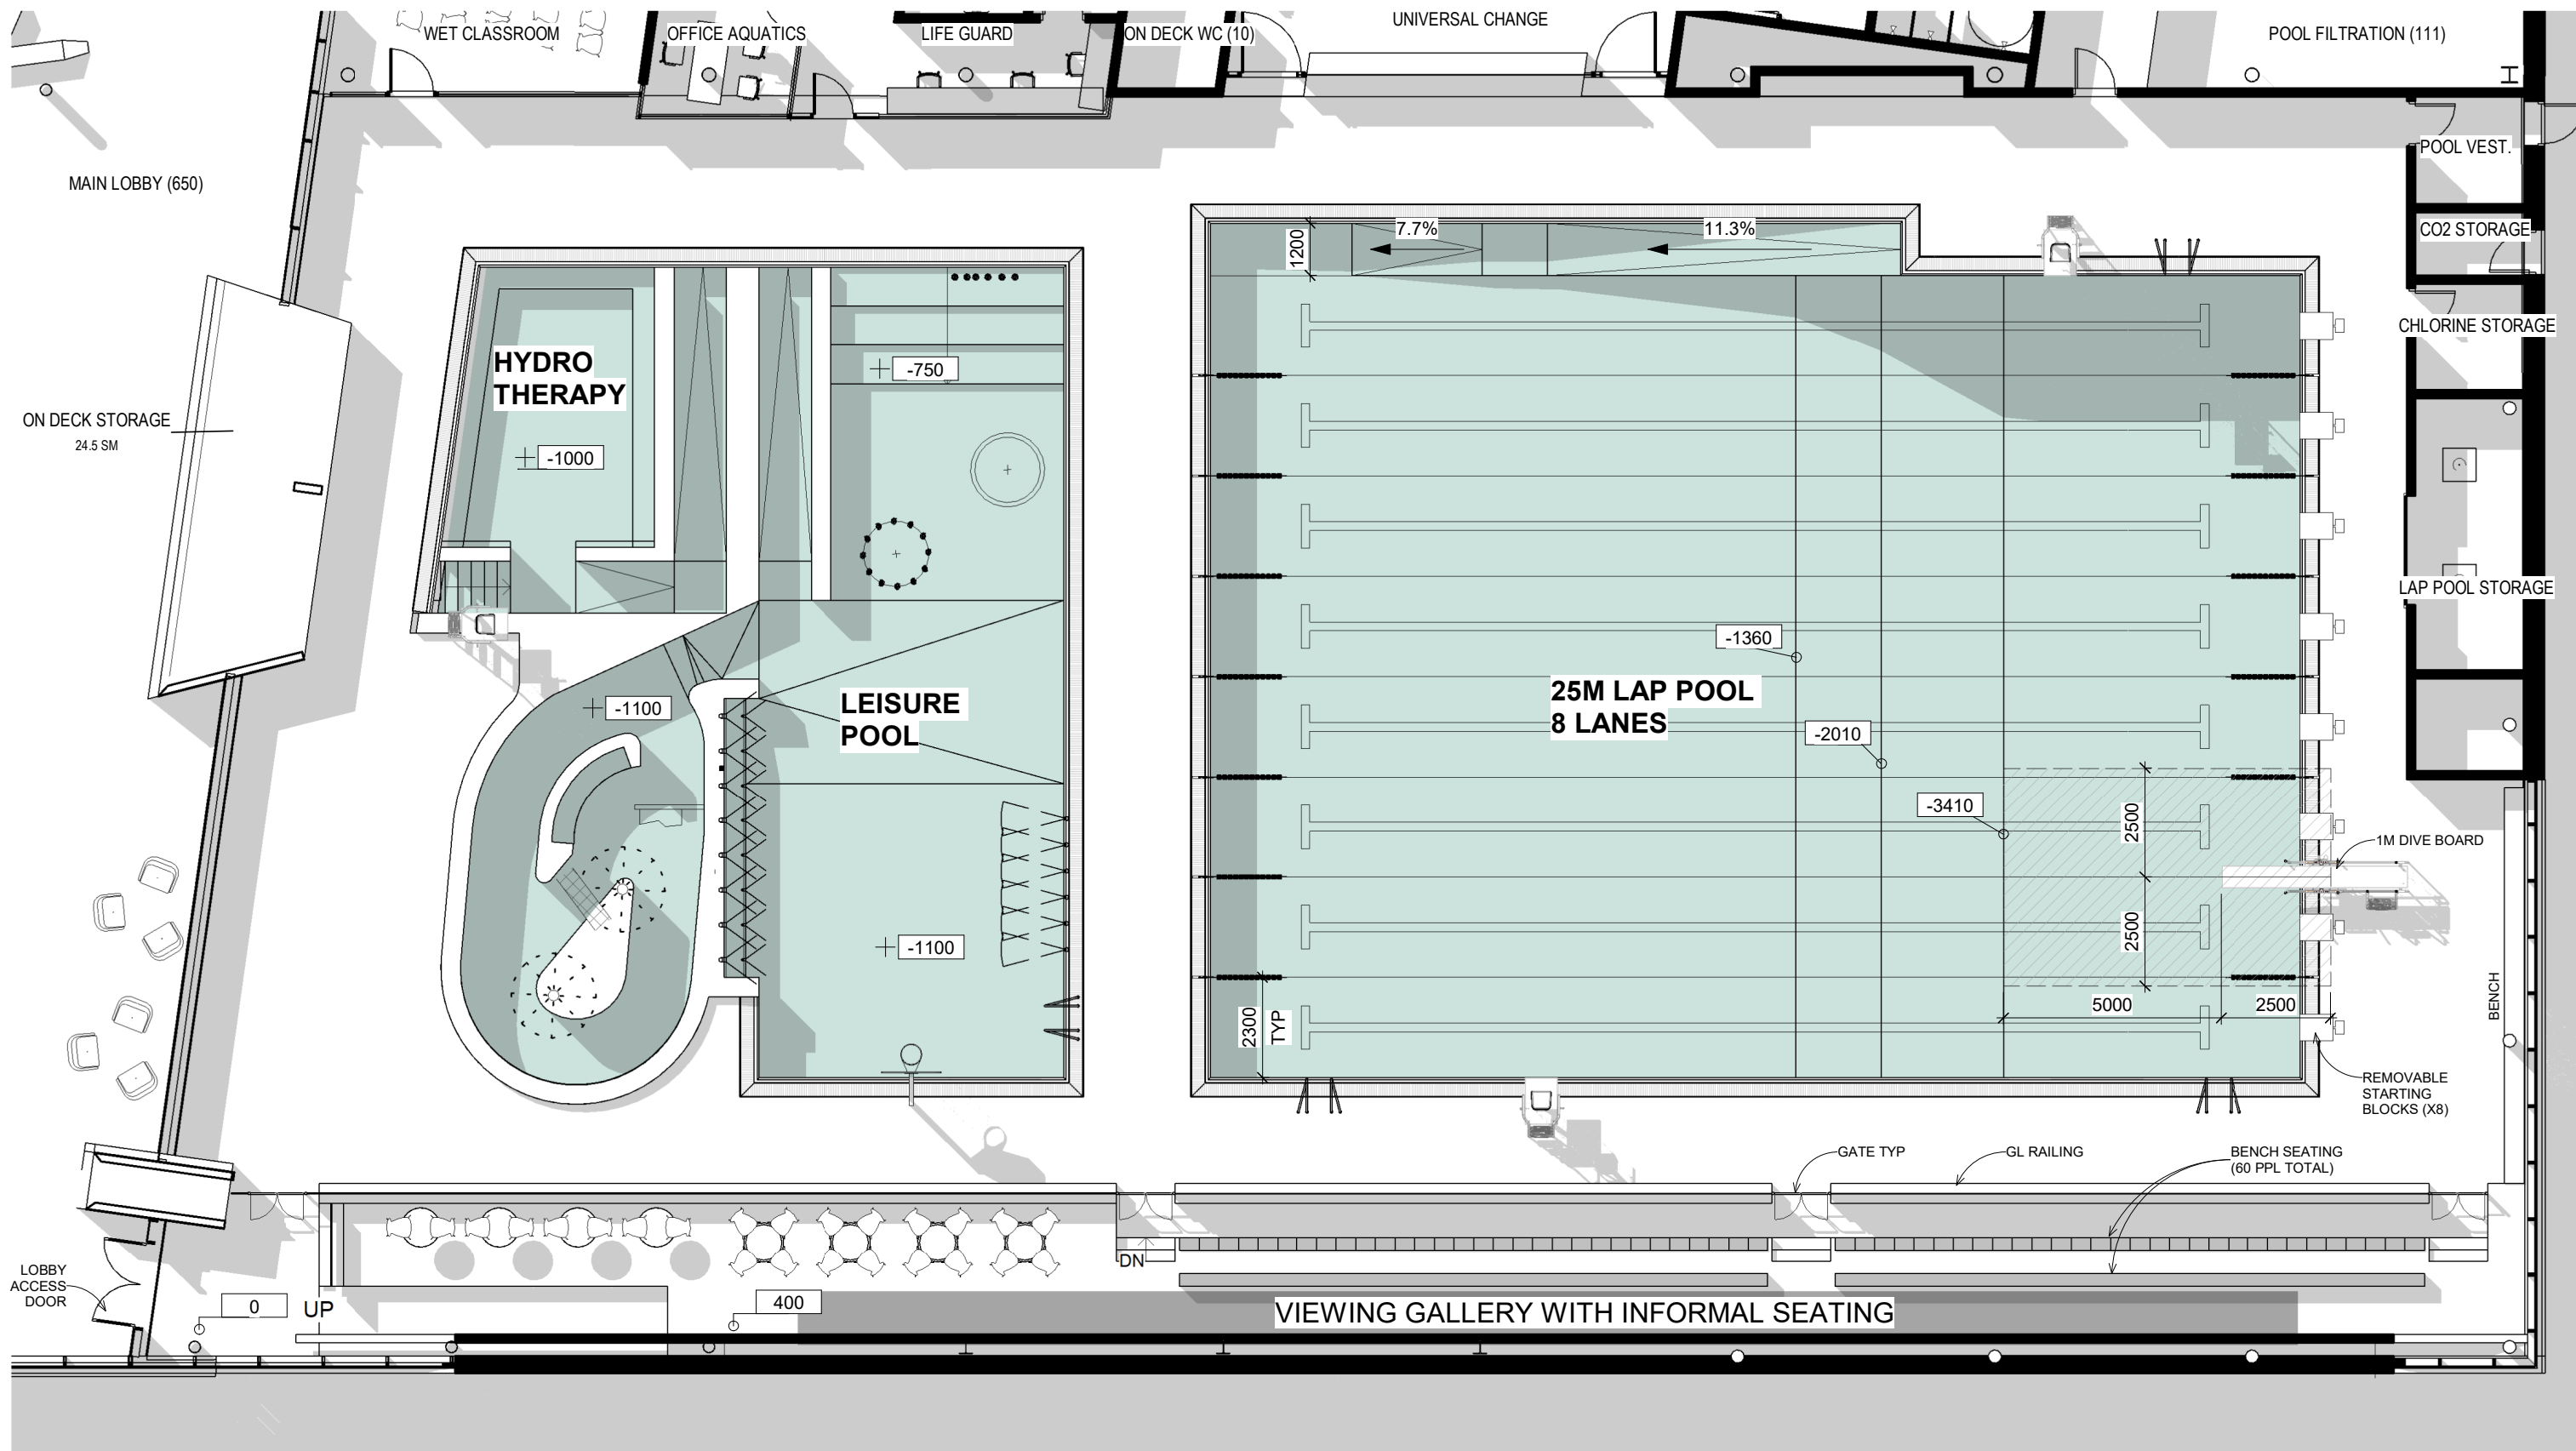 WET CLASSROOM
OFFICE AQUATICS
LIFE GUARD
ON DECK WC (10)
UNIVERSAL CHANGE
POOL FILTRATION (111)
H
MAIN LOBBY (650)
POOL VEST.
CO2 STORAGE
CHLORINE STORAGE
LAP POOL STORAGE
ON DECK STORAGE
24.5 SM
HYDRO
THERAPY
-1000
-750
-1100
LEISURE
POOL
-1100
1200
7.7%
11.3%
-1360
25M LAP POOL
8 LANES
-2010
-3410
2500
2500
5000
2500
2300
TYP
1M DIVE BOARD
BENCH
REMOVABLE
STARTING
BLOCKS (X8)
GATE TYP
GL RAILING
BENCH SEATING
(60 PPL TOTAL)
DN
LOBBY
ACCESS
DOOR
0
UP
400
VIEWING GALLERY WITH INFORMAL SEATING